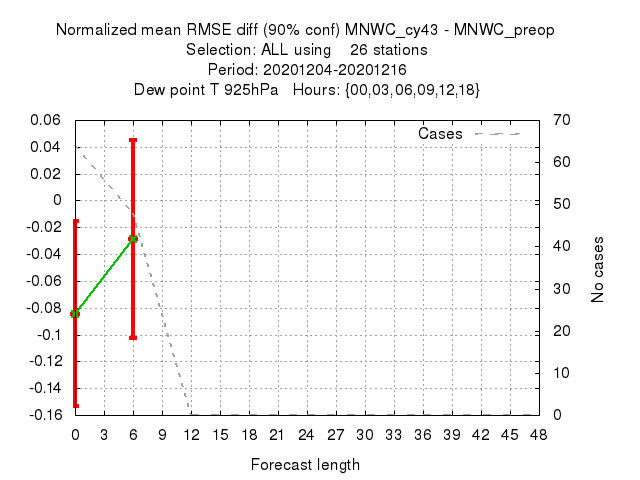 Normalized mean RMSE diff (90% conf) MNWC_cy43 - MNWC_preop
Selection: ALL using    26 stations
Period: 20201204-20201216
Dew point T 925hPa   Hours: {00,03,06,09,12,18}
Cases
0.06
0.04
0.02
0
-0.02
-0.04
-0.06
-0.08
-0.1
-0.12
-0.14
-0.16
70
60
50
40
30
20
10
0
No cases
0 3 6 9 12 15 18 21 24 27 30 33 36 39 42 45 48
Forecast length